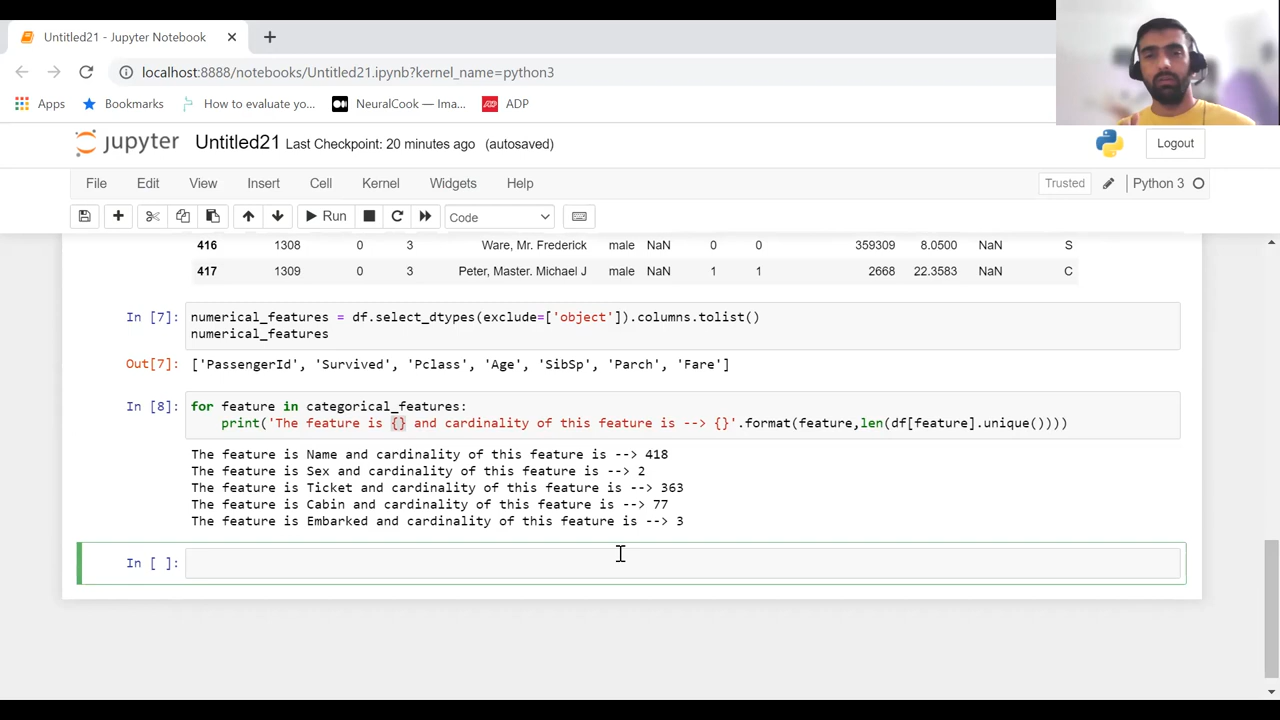 Untitled21 - Jupyter Notebook
localhost:8888/notebooks/Untitled21.ipynb?kernel_name=python3
Apps Bookmarks How to evaluate yo... NeuralCook — Ima... ADP
jupyter Untitled21 Last Checkpoint: 20 minutes ago (autosaved) Logout
File Edit View Insert Cell Kernel Widgets Help Trusted Python 3
Run Code
416 1308 0 3 Ware, Mr. Frederick male NaN 0 0 359309 8.0500 NaN S
417 1309 0 3 Peter, Master. Michael J male NaN 1 1 2668 22.3583 NaN C
In [7]: numerical_features = df.select_dtypes(exclude=['object']).columns.tolist()
numerical_features
Out[7]: ['PassengerId', 'Survived', 'Pclass', 'Age', 'SibSp', 'Parch', 'Fare']
In [8]: for feature in categorical_features:
print('The feature is {} and cardinality of this feature is --> {}'.format(feature,len(df[feature].unique())))
The feature is Name and cardinality of this feature is --> 418
The feature is Sex and cardinality of this feature is --> 2
The feature is Ticket and cardinality of this feature is --> 363
The feature is Cabin and cardinality of this feature is --> 77
The feature is Embarked and cardinality of this feature is --> 3
In [ ]: